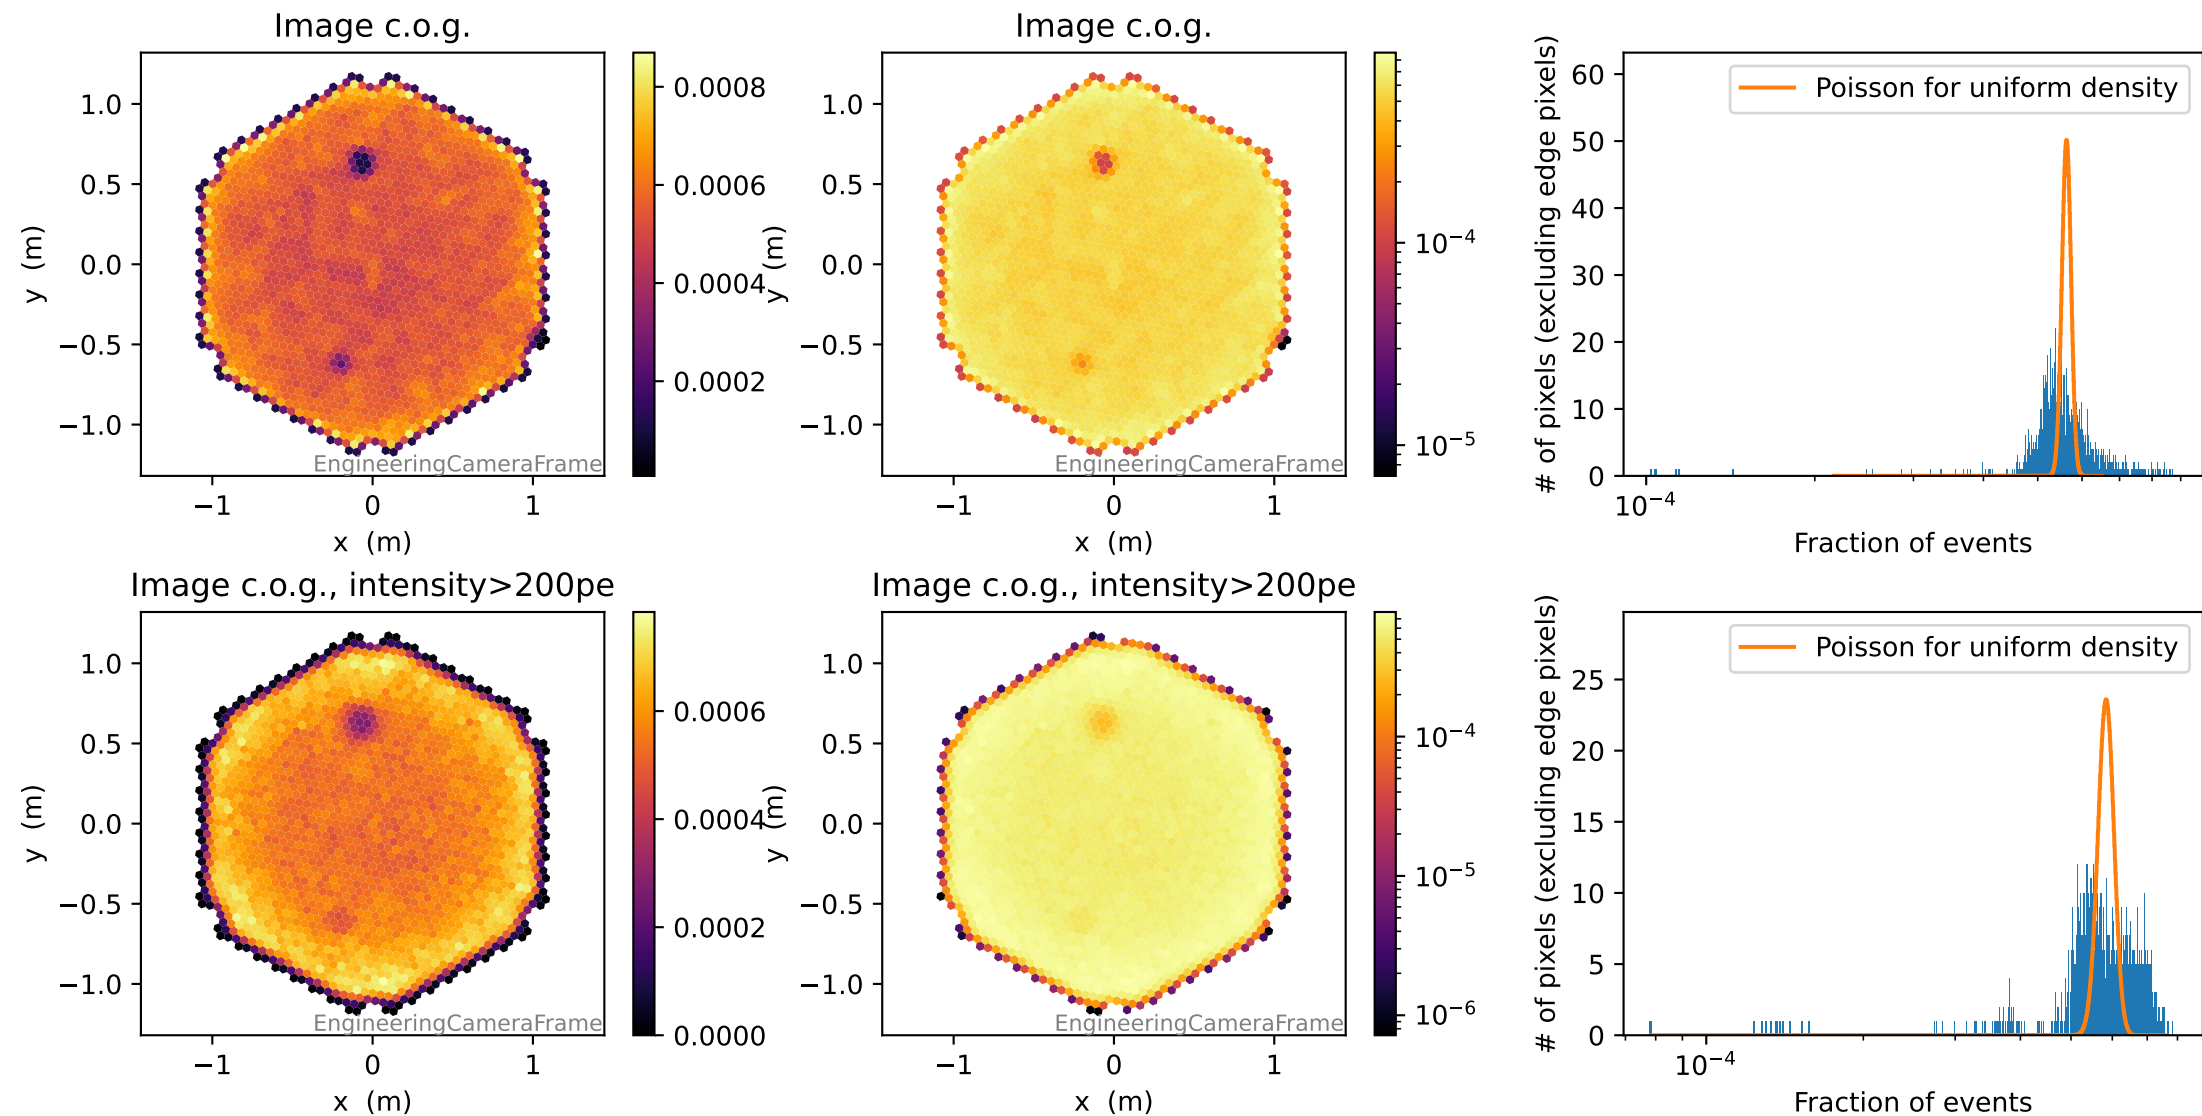 Image c.o.g.
1.0
0.5
0.0
−0.5
−1.0
y (m)
−1
0
1
x (m)
EngineeringCameraFrame
0.0008
0.0006
0.0004
0.0002
Image c.o.g.
1.0
0.5
0.0
−0.5
−1.0
y (m)
−1
0
1
x (m)
EngineeringCameraFrame
10⁻⁴
10⁻⁵
60
50
40
30
20
10
0
# of pixels (excluding edge pixels)
Poisson for uniform density
10⁻⁴
Fraction of events
Image c.o.g., intensity>200pe
1.0
0.5
0.0
−0.5
−1.0
y (m)
−1
0
1
x (m)
EngineeringCameraFrame
0.0006
0.0004
0.0002
0.0000
Image c.o.g., intensity>200pe
1.0
0.5
0.0
−0.5
−1.0
y (m)
−1
0
1
x (m)
EngineeringCameraFrame
10⁻⁴
10⁻⁵
10⁻⁶
25
20
15
10
5
0
# of pixels (excluding edge pixels)
Poisson for uniform density
10⁻⁴
Fraction of events